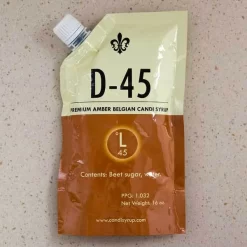 D-45
PREMIUM AMBER BELGIAN CANDI SYRUP
°L
45
Contents: Beet sugar, water.
PPG: 1.032
Net Weight: 16 oz.
www.candisyrup.com